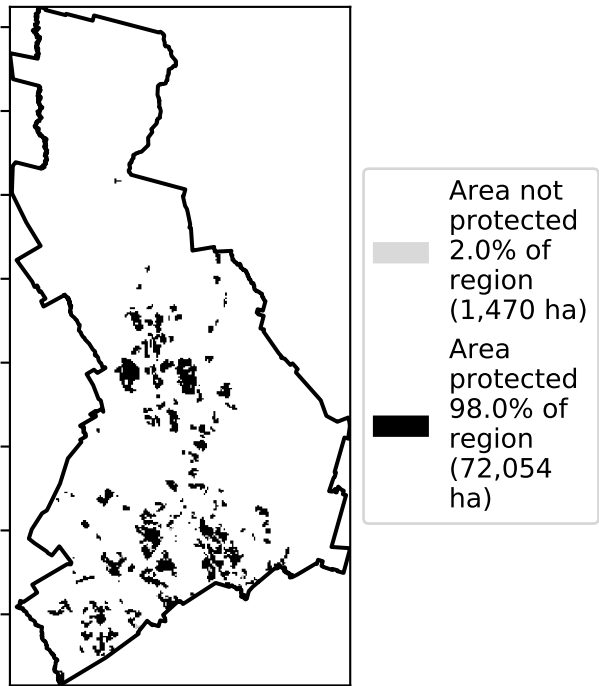 Area not
protected
2.0% of
region
(1,470 ha)
Area
protected
98.0% of
region
(72,054
ha)